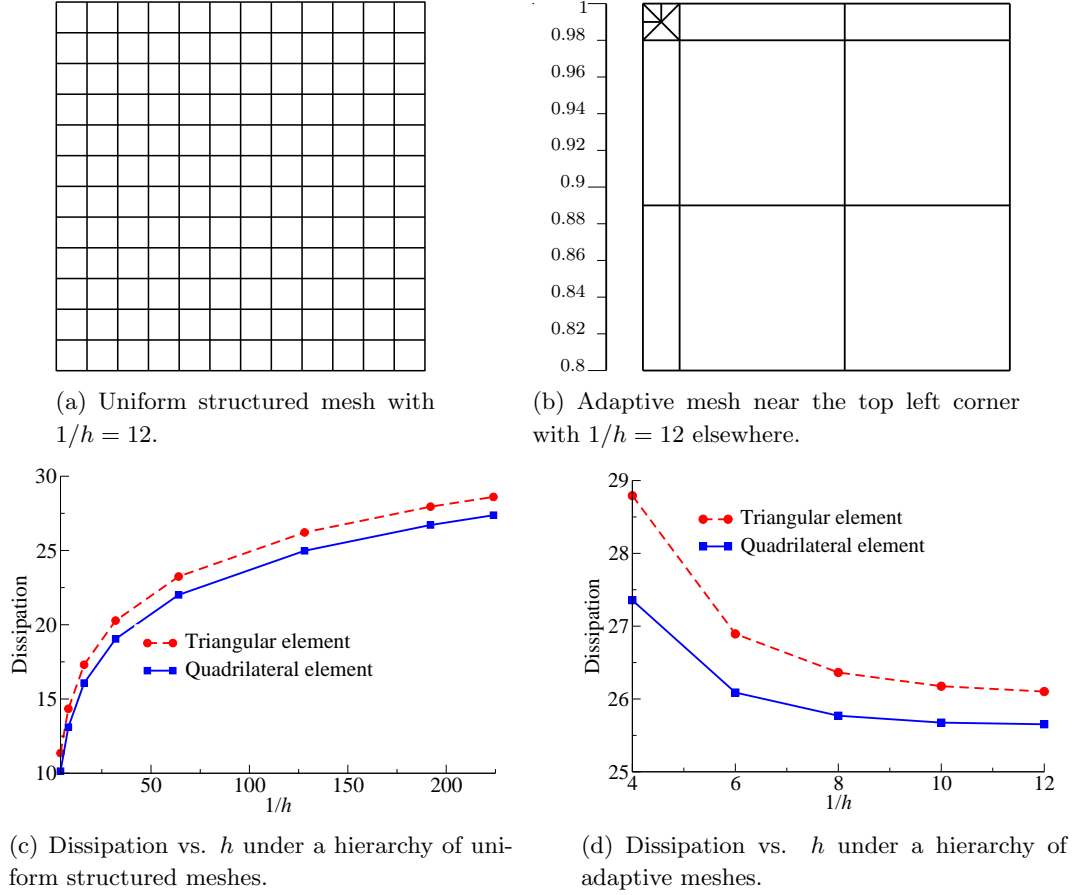 1
0.98
0.96
0.94
0.92
0.9
0.88
0.86
0.84
0.82
0.8
(a) Uniform structured mesh with
1/h = 12.
(b) Adaptive mesh near the top left corner
with 1/h = 12 elsewhere.
30
25
20
15
10
Dissipation
Triangular element
Quadrilateral element
50
100
150
200
1/h
29
28
27
26
25
Dissipation
Triangular element
Quadrilateral element
4
6
8
10
12
1/h
(c) Dissipation vs. h under a hierarchy of uni-
form structured meshes.
(d) Dissipation vs. h under a hierarchy of
adaptive meshes.